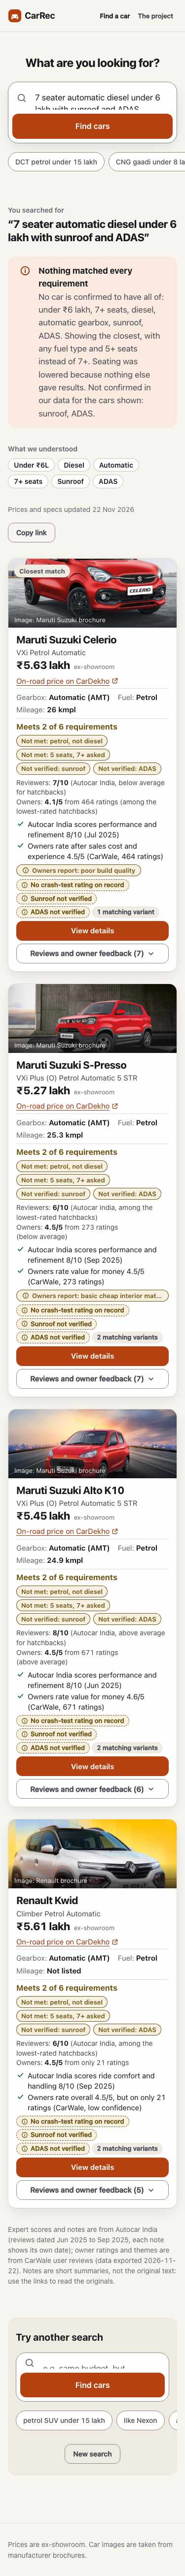 CarRec
Find a car
The project
What are you looking for?
7 seater automatic diesel under 6
lakh with sunroof and ADAS
Find cars
DCT petrol under 15 lakh
CNG gaadi under 8 la
You searched for
“7 seater automatic diesel under 6
lakh with sunroof and ADAS”
Nothing matched every
requirement
No car is confirmed to have all of:
under ₹6 lakh, 7+ seats, diesel,
automatic gearbox, sunroof,
ADAS. Showing the closest, with
any fuel type and 5+ seats
instead of 7+. Seating was
lowered because nothing else
gave results. Not confirmed in
our data for the cars shown:
sunroof, ADAS.
What we understood
Under ₹6L
Diesel
Automatic
7+ seats
Sunroof
ADAS
Prices and specs updated 22 Nov 2026
Copy link
Closest match
CELERIO
Image: Maruti Suzuki brochure
Maruti Suzuki Celerio
VXi Petrol Automatic
₹5.63 lakh ex-showroom
On-road price on CarDekho
Gearbox: Automatic (AMT) Fuel: Petrol
Mileage: 26 kmpl
Meets 2 of 6 requirements
Not met: petrol, not diesel
Not met: 5 seats, 7+ asked
Not verified: sunroof
Not verified: ADAS
Reviewers: 7/10 (Autocar India, below average
for hatchbacks)
Owners: 4.1/5 from 464 ratings (among the
lowest-rated hatchbacks)
Autocar India scores performance and
refinement 8/10 (Jul 2025)
Owners rate after sales cost and
experience 4.5/5 (CarWale, 464 ratings)
Owners report: poor build quality
No crash-test rating on record
Sunroof not verified
ADAS not verified
1 matching variant
View details
Reviews and owner feedback (7)
Image: Maruti Suzuki brochure
Maruti Suzuki S-Presso
VXi Plus (O) Petrol Automatic 5 STR
₹5.27 lakh ex-showroom
On-road price on CarDekho
Gearbox: Automatic (AMT) Fuel: Petrol
Mileage: 25.3 kmpl
Meets 2 of 6 requirements
Not met: petrol, not diesel
Not met: 5 seats, 7+ asked
Not verified: sunroof
Not verified: ADAS
Reviewers: 6/10 (Autocar India, among the
lowest-rated hatchbacks)
Owners: 4.5/5 from 273 ratings
(below average)
Autocar India scores performance and
refinement 8/10 (Sep 2025)
Owners rate value for money 4.5/5
(CarWale, 273 ratings)
Owners report: basic cheap interior mat...
No crash-test rating on record
Sunroof not verified
ADAS not verified
2 matching variants
View details
Reviews and owner feedback (7)
Image: Maruti Suzuki brochure
Maruti Suzuki Alto K10
VXi Plus (O) Petrol Automatic 5 STR
₹5.45 lakh ex-showroom
On-road price on CarDekho
Gearbox: Automatic (AMT) Fuel: Petrol
Mileage: 24.9 kmpl
Meets 2 of 6 requirements
Not met: petrol, not diesel
Not met: 5 seats, 7+ asked
Not verified: sunroof
Not verified: ADAS
Reviewers: 8/10 (Autocar India, above average
for hatchbacks)
Owners: 4.5/5 from 671 ratings
(above average)
Autocar India scores performance and
refinement 8/10 (Jun 2025)
Owners rate value for money 4.6/5
(CarWale, 671 ratings)
No crash-test rating on record
Sunroof not verified
ADAS not verified
2 matching variants
View details
Reviews and owner feedback (6)
Image: Renault brochure
Renault Kwid
Climber Petrol Automatic
₹5.61 lakh ex-showroom
On-road price on CarDekho
Gearbox: Automatic (AMT) Fuel: Petrol
Mileage: Not listed
Meets 2 of 6 requirements
Not met: petrol, not diesel
Not met: 5 seats, 7+ asked
Not verified: sunroof
Not verified: ADAS
Reviewers: 6/10 (Autocar India, among the
lowest-rated hatchbacks)
Owners: 4.5/5 from only 21 ratings
Autocar India scores ride comfort and
handling 8/10 (Sep 2025)
Owners rate overall 4.5/5, but on only 21
ratings (CarWale, low confidence)
No crash-test rating on record
Sunroof not verified
ADAS not verified
2 matching variants
View details
Reviews and owner feedback (5)
Expert scores and notes are from Autocar India
(reviews dated Jun 2025 to Sep 2025, each note
shows its own date); owner ratings and themes are
from CarWale user reviews (data exported 2026-11-
22). Notes are short summaries, not the original text:
use the links to read the originals.
Try another search
e.g. same budget, but
Find cars
petrol SUV under 15 lakh
like Nexon
New search
Prices are ex-showroom. Car images are taken from
manufacturer brochures.